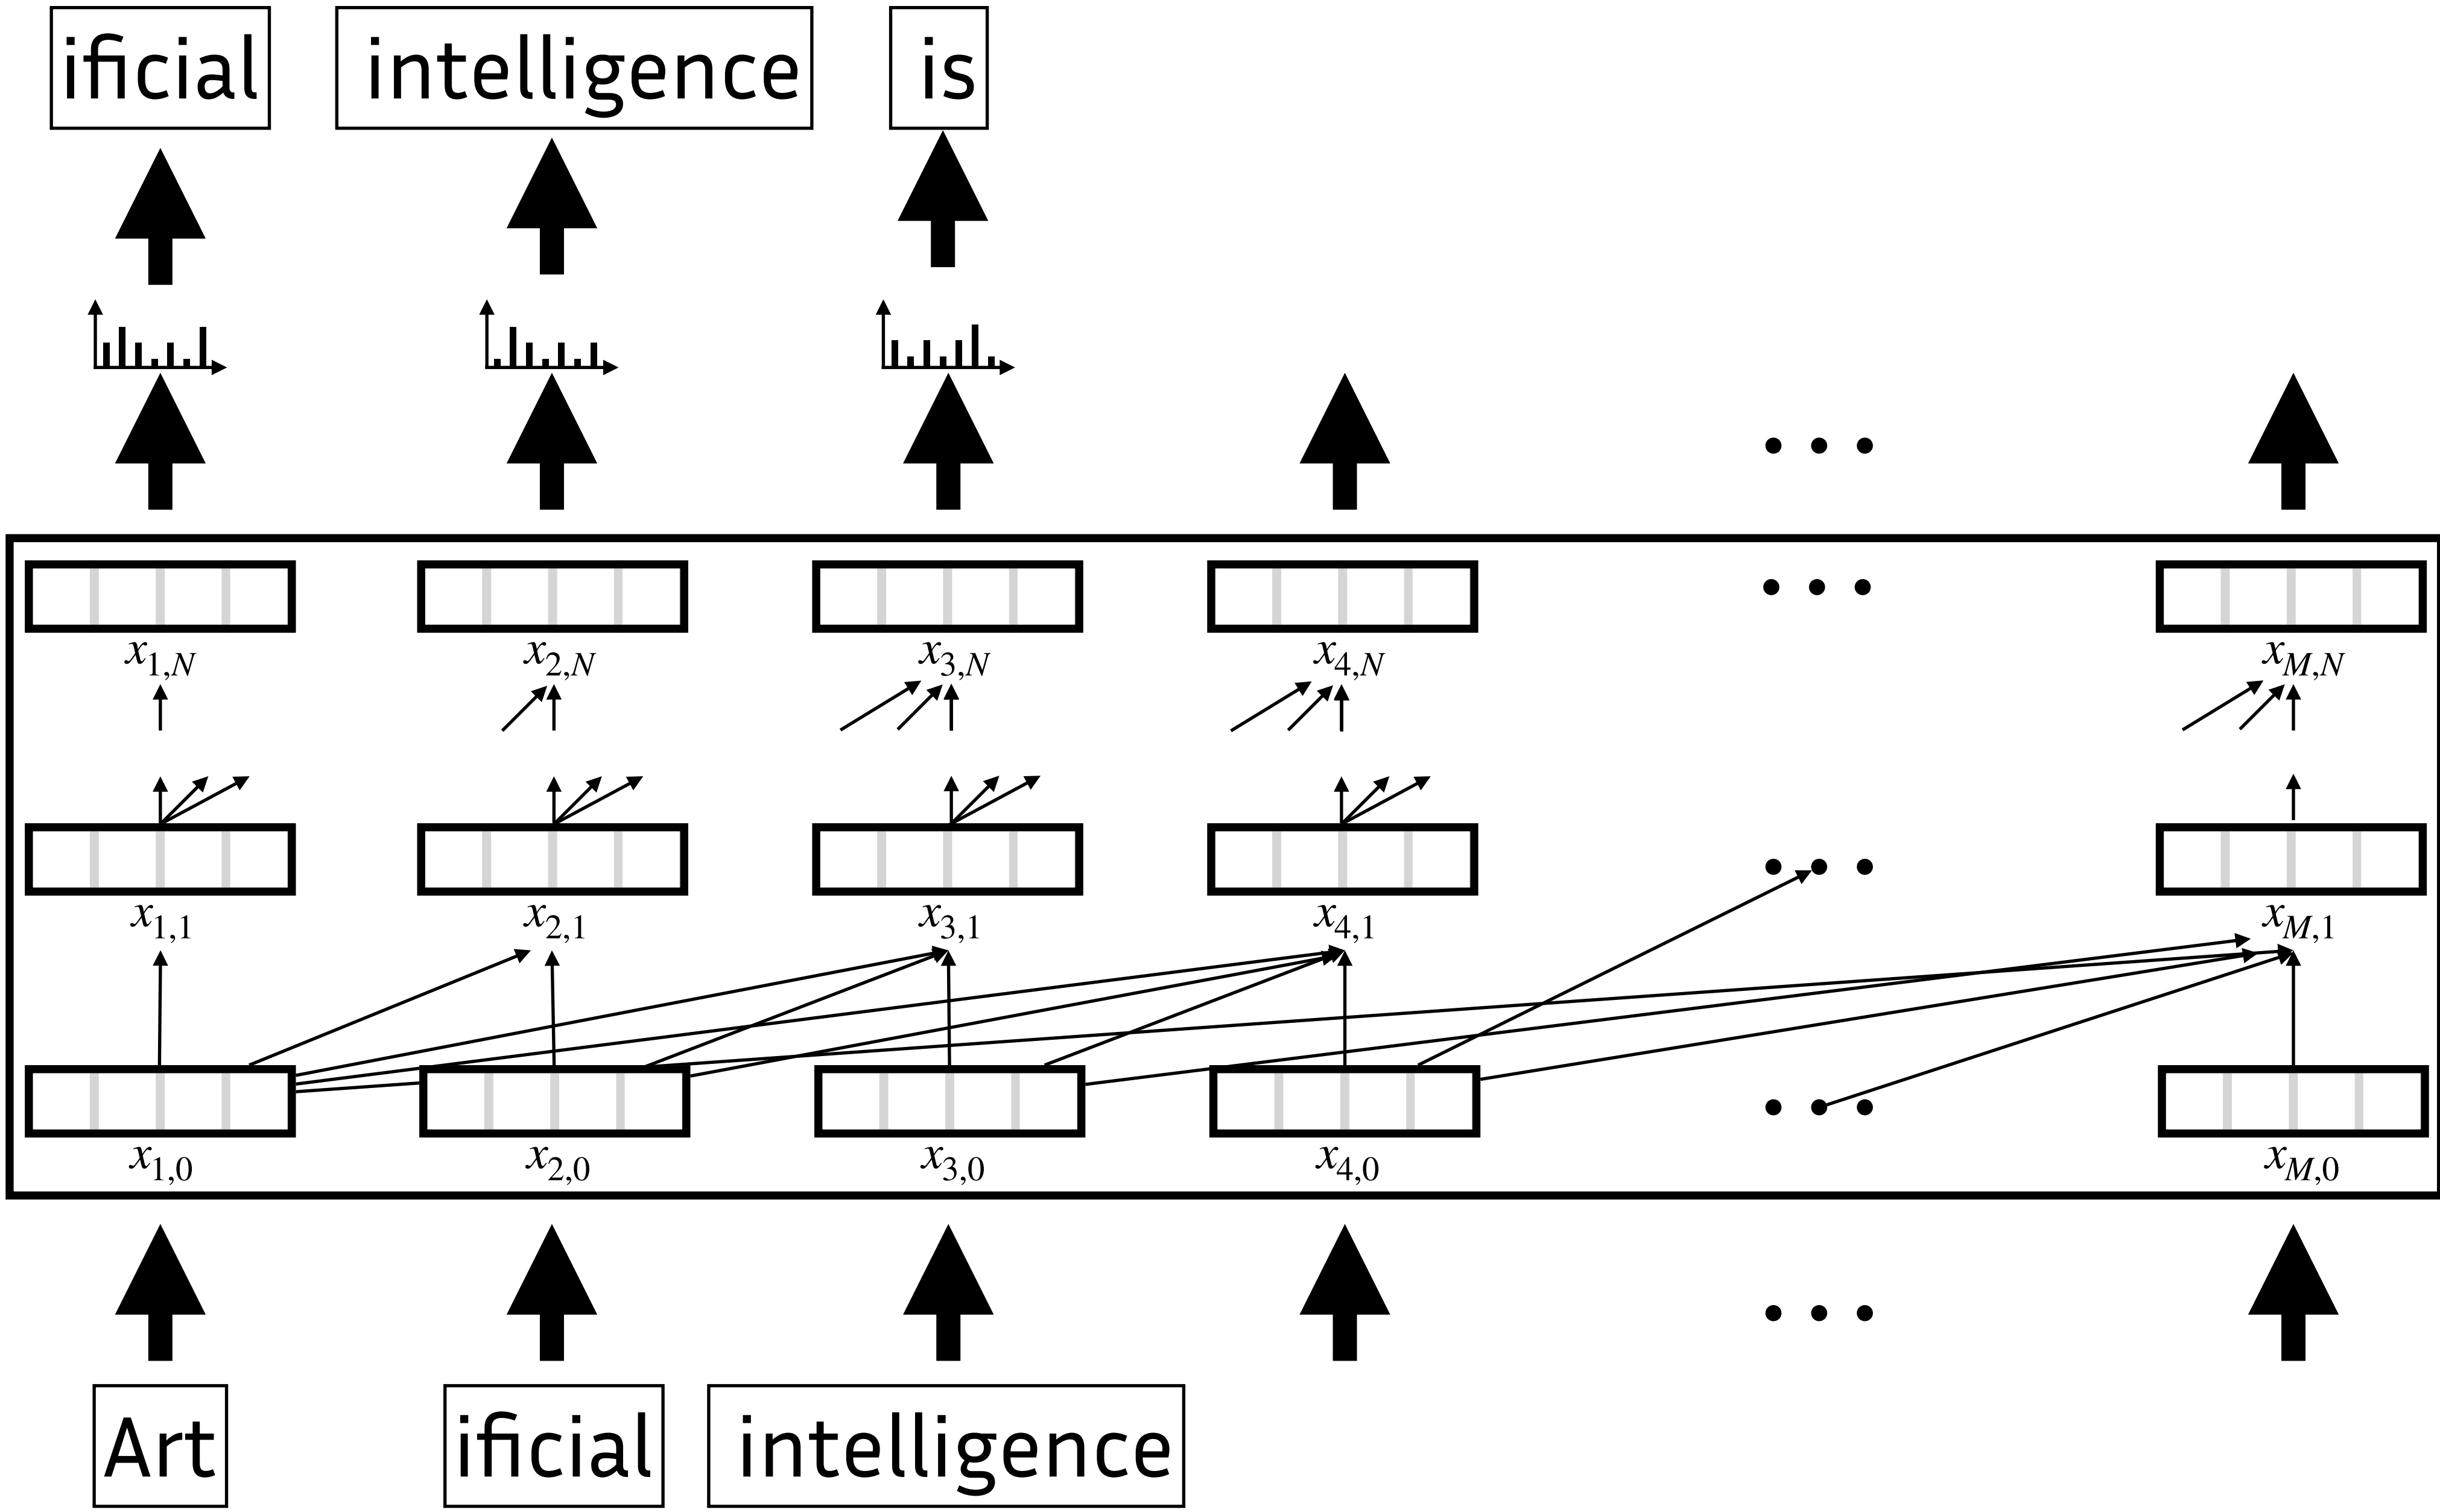 ificial intelligence is
x1,N x2,N x3,N x4,N xM,N
x1,1 x2,1 x3,1 x4,1 xM,1
x1,0 x2,0 x3,0 x4,0 xM,0
Art ificial intelligence